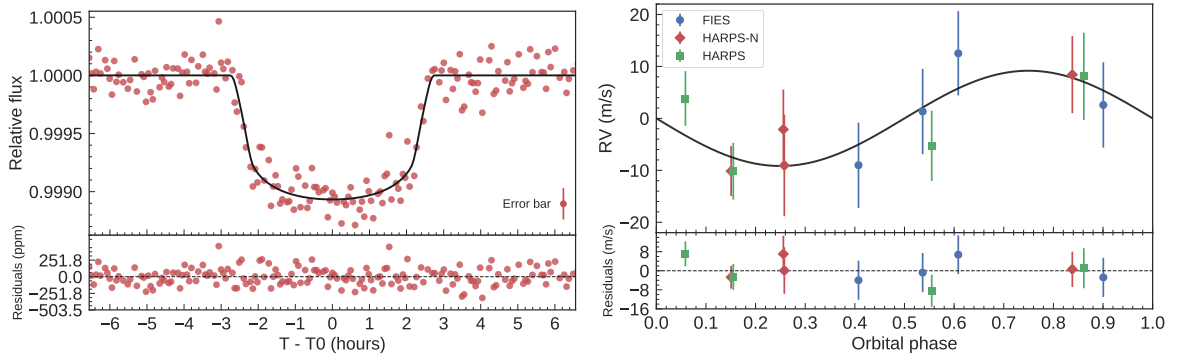 1.0005
1.0000
0.9995
0.9990
Relative flux
Error bar
251.8
0.0
−251.8
−503.5
Residuals (ppm)
−6 −5 −4 −3 −2 −1 0 1 2 3 4 5 6
T - T0 (hours)
20
10
0
−10
−20
RV (m/s)
FIES
HARPS-N
HARPS
8
0
−8
−16
Residuals (m/s)
0.0 0.1 0.2 0.3 0.4 0.5 0.6 0.7 0.8 0.9 1.0
Orbital phase